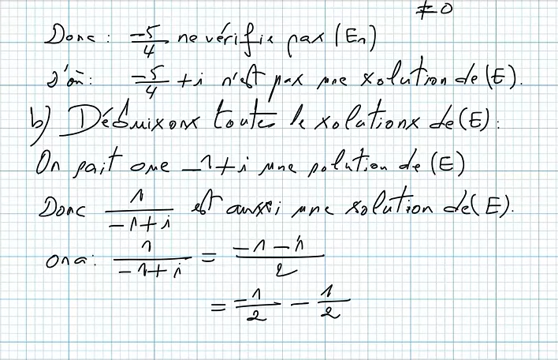 ≠ 0
Donc : -5/4 ne vérifie pas (E₁)
D'où : -5/4 + i n'est pas une solution de (E).
b) Déduisons toute le solutions de (E) :
On sait que -1+i une solution de (E)
Donc 1/(-1+i) est aussi une solution de (E).
on a : 1/(-1+i) = (-1-i)/2
= -1/2 - 1/2